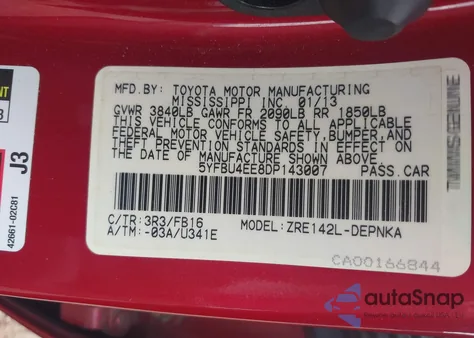 MFD.BY: TOYOTA MOTOR MANUFACTURING
MISSISSIPPI INC 01/13
GVWR 3840LB GAWR FR 2090LB RR 1850LB
THIS VEHICLE CONFORMS TO ALL APPLICABLE
FEDERAL MOTOR VEHICLE SAFETY, BUMPER, AND
THEFT PREVENTION STANDARDS IN EFFECT ON
THE DATE OF MANUFACTURE SHOWN ABOVE.
5YFBU4EE8DP143007 PASS.CAR
C/TR: 3R3/FB16 MODEL: ZRE142L-DEPNKA
A/TM: -03A/U341E
CA00166844
J3
42661-02C81
autoSnap